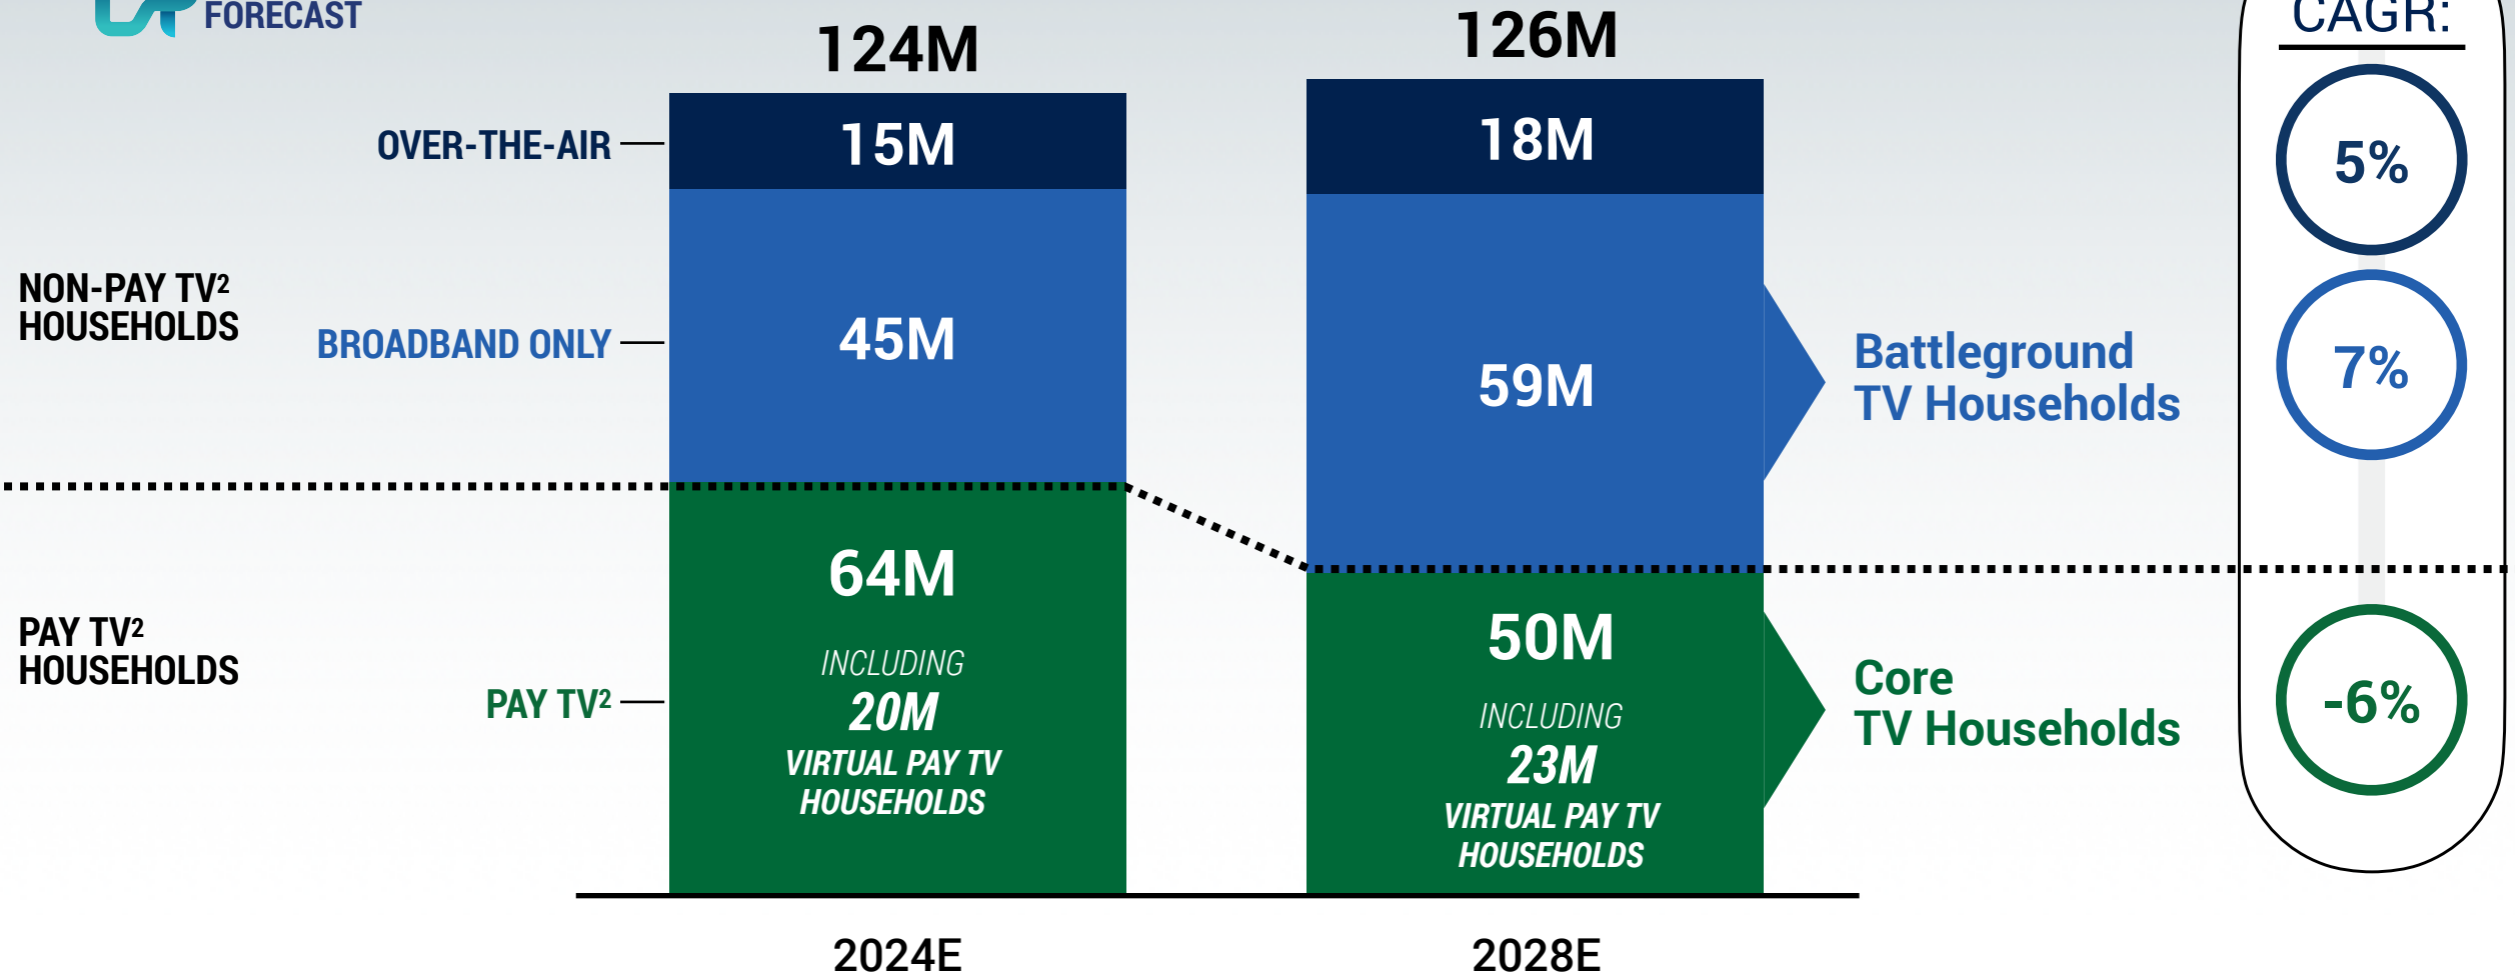 FORECAST
124M
126M
CAGR:
OVER-THE-AIR
15M
18M
5%
NON-PAY TV²
HOUSEHOLDS
BROADBAND ONLY
45M
59M
Battleground
TV Households
7%
PAY TV²
HOUSEHOLDS
PAY TV²
64M
INCLUDING
20M
VIRTUAL PAY TV
HOUSEHOLDS
50M
INCLUDING
23M
VIRTUAL PAY TV
HOUSEHOLDS
Core
TV Households
-6%
2024E
2028E